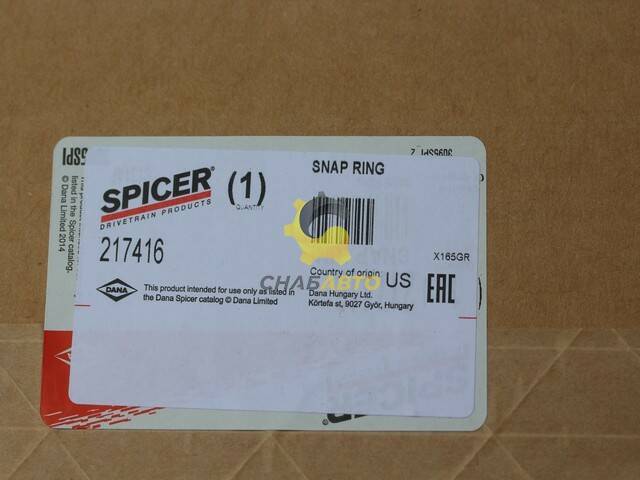 SPICER®
DRIVETRAIN PRODUCTS
(1)
QUANTITY
SNAP RING
217416
X165GR
СНАБАВТО
Country of origin: US
DANA
This product intended for use only as listed in
the Dana Spicer catalog © Dana Limited
Dana Hungary Ltd.
Körtefa st, 9027 Győr, Hungary
EAC
listed in the Spicer catalog.
© Dana Limited 2014
SPICER